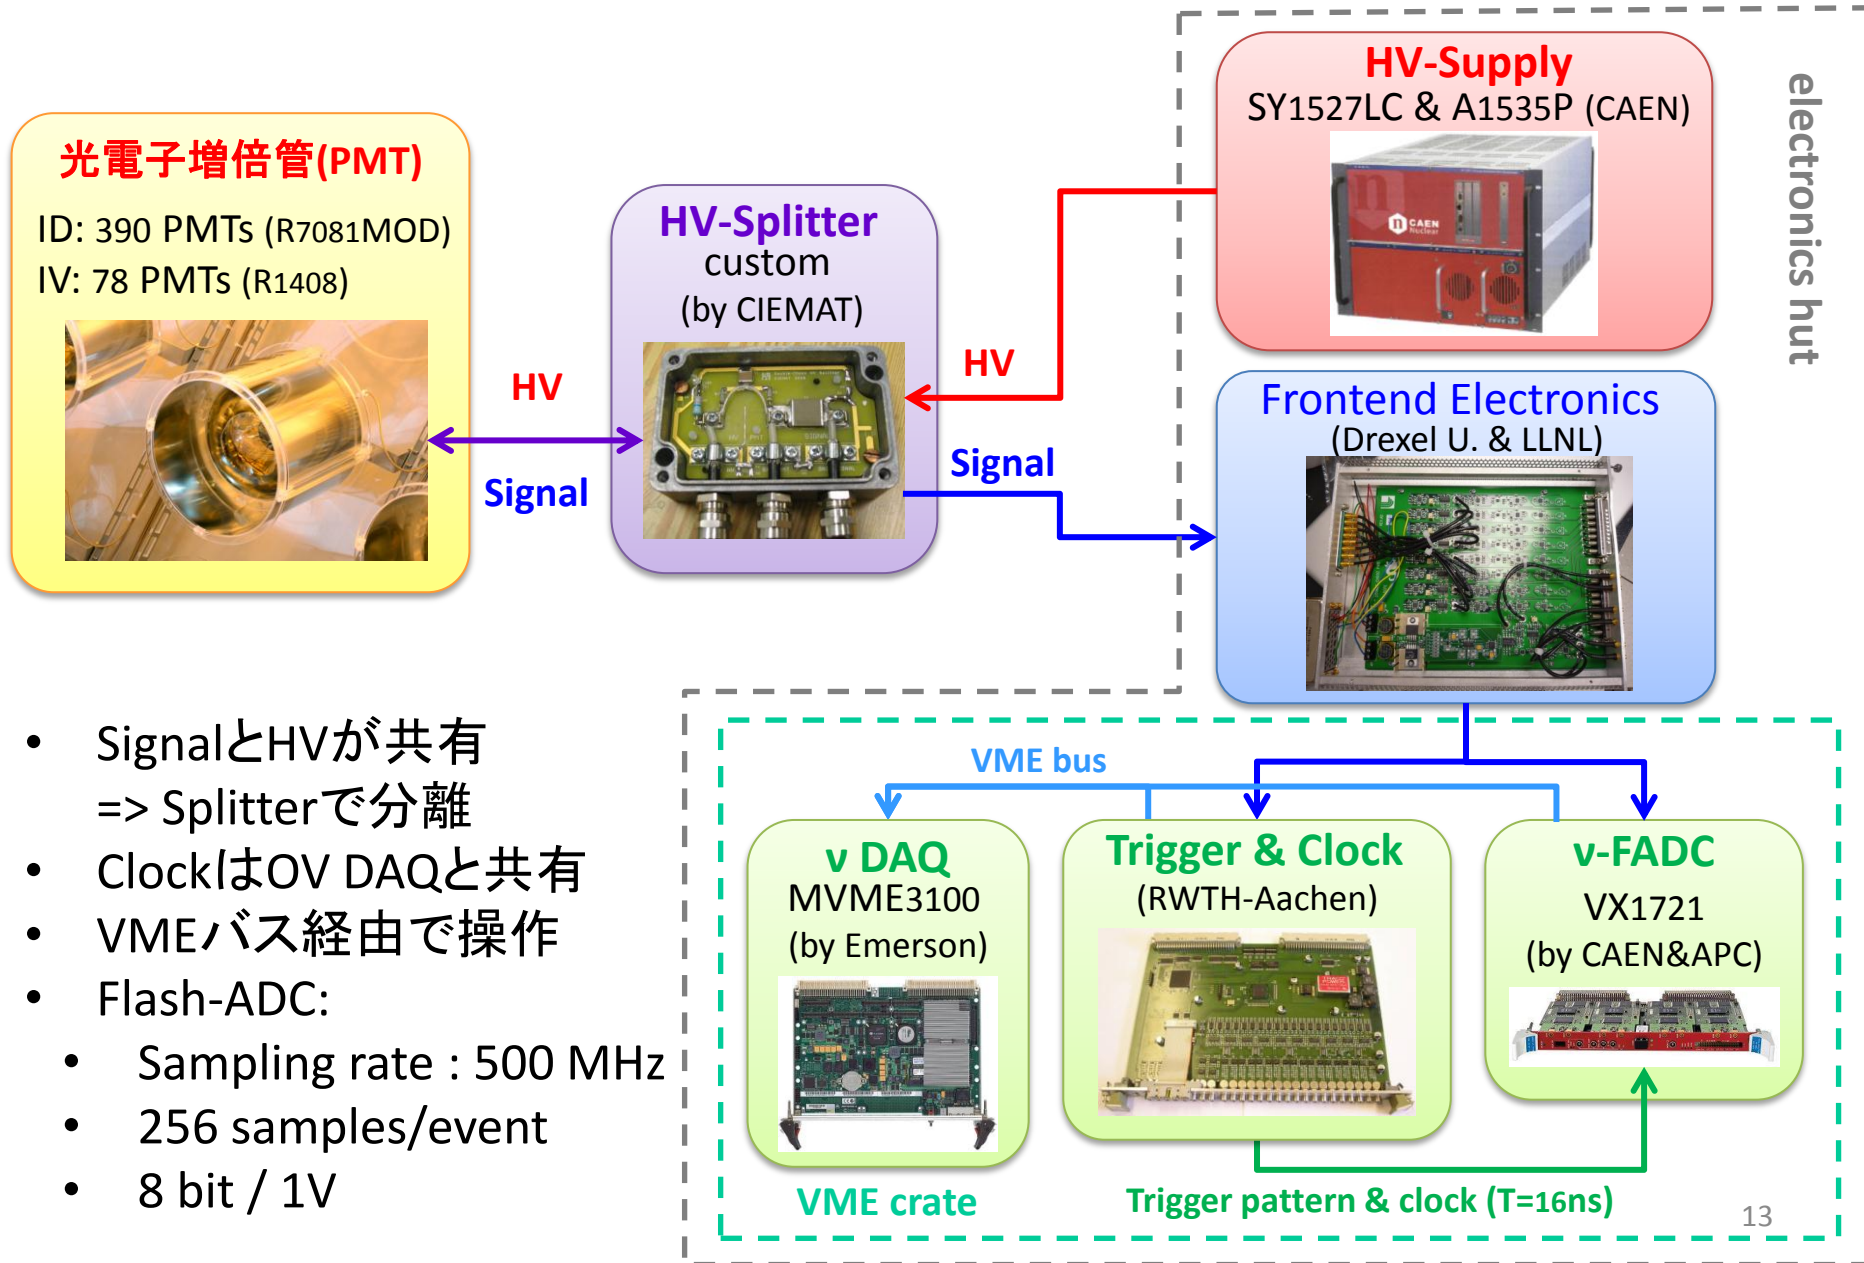 光電子増倍管(PMT)
ID: 390 PMTs (R7081MOD)
IV: 78 PMTs (R1408)
HV
Signal
HV-Splitter
custom
(by CIEMAT)
HV
Signal
HV-Supply
SY1527LC & A1535P (CAEN)
CAEN
Nuclear
electronics hut
Frontend Electronics
(Drexel U. & LLNL)
• SignalとHVが共有
=> Splitterで分離
• ClockはOV DAQと共有
• VMEバス経由で操作
• Flash-ADC:
• Sampling rate : 500 MHz
• 256 samples/event
• 8 bit / 1V
VME bus
ν DAQ
MVME3100
(by Emerson)
Trigger & Clock
(RWTH-Aachen)
ν-FADC
VX1721
(by CAEN&APC)
VME crate
Trigger pattern & clock (T=16ns)
13